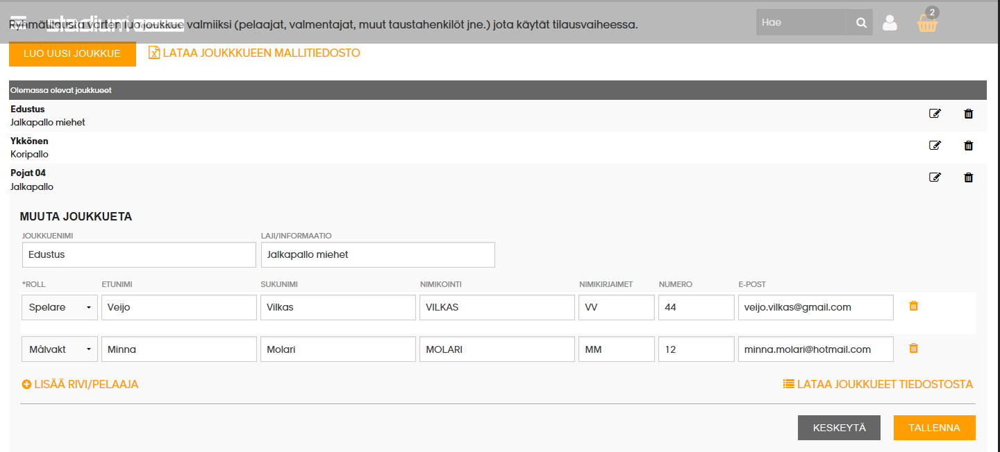 Ryhmätilausta varten luo joukkue valmiiksi (pelaajat, valmentajat, muut taustahenkilöt jne.) jota käytät tilausvaiheessa.
stadium
Hae
2
LUO UUSI JOUKKUE
LATAA JOUKKKUEEN MALLITIEDOSTO
Olemassa olevat joukkueet
Edustus
Jalkapallo miehet
Ykkönen
Koripallo
Pojat 04
Jalkapallo
MUUTA JOUKKUETA
JOUKKUENIMI LAJI/INFORMAATIO
Edustus Jalkapallo miehet
*ROLL ETUNIMI SUKUNIMI NIMIKOINTI NIMIKIRJAIMET NUMERO E-POST
Spelare Veijo Vilkas VILKAS VV 44 veijo.vilkas@gmail.com
Målvakt Minna Molari MOLARI MM 12 minna.molari@hotmail.com
LISÄÄ RIVI/PELAAJA LATAA JOUKKUEET TIEDOSTOSTA
KESKEYTÄ TALLENNA